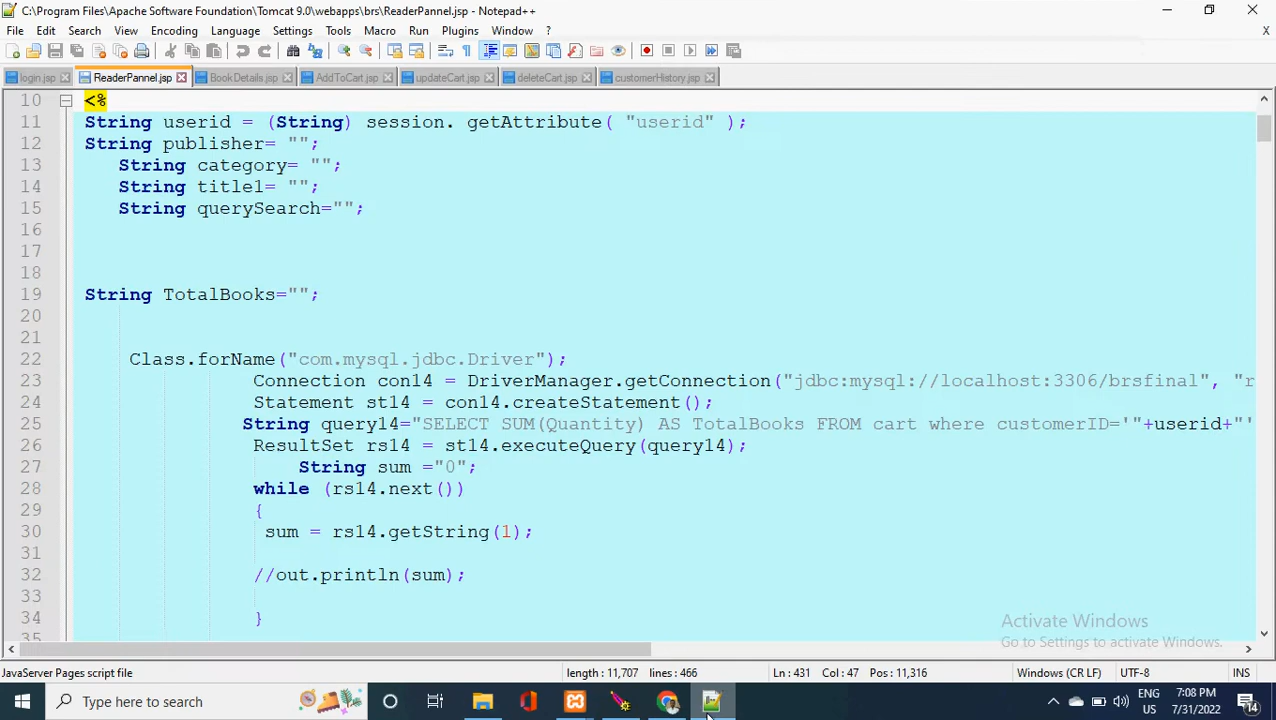 C:\Program Files\Apache Software Foundation\Tomcat 9.0\webapps\brs\ReaderPannel.jsp - Notepad++
File Edit Search View Encoding Language Settings Tools Macro Run Plugins Window ? X
login.jsp ReaderPannel.jsp BookDetails.jsp AddToCart.jsp updateCart.jsp deleteCart.jsp customerHistory.jsp
10 <%
11 String userid = (String) session. getAttribute( "userid" );
12 String publisher= "";
13 String category= "";
14 String title1= "";
15 String querySearch="";
16
17
18
19 String TotalBooks="";
20
21
22 Class.forName("com.mysql.jdbc.Driver");
23 Connection con14 = DriverManager.getConnection("jdbc:mysql://localhost:3306/brsfinal", "r
24 Statement st14 = con14.createStatement();
25 String query14="SELECT SUM(Quantity) AS TotalBooks FROM cart where customerID='"+userid+"'
26 ResultSet rs14 = st14.executeQuery(query14);
27 String sum ="0";
28 while (rs14.next())
29 {
30 sum = rs14.getString(1);
31
32 //out.println(sum);
33
34 }
35
Activate Windows
Go to Settings to activate Windows.
JavaServer Pages script file length : 11,707 lines : 466 Ln : 431 Col : 47 Pos : 11,316 Windows (CR LF) UTF-8 INS
Type here to search ENG US 7:08 PM 7/31/2022 14